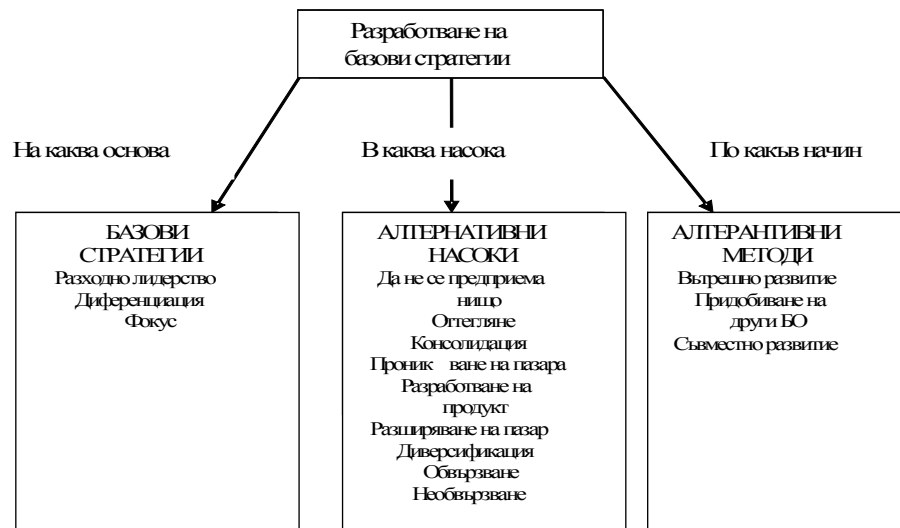 Разработване на
базови стратегии
На каква основа
В каква насока
По какъв начин
БАЗОВИ
СТРАТЕГИИ
Разходно лидерство
Диференциация
Фокус
АЛТЕРНАТИВНИ
НАСОКИ
Да не се предприема
нищо
Оттегляне
Консолидация
Проник ване на пазара
Разработване на
продукт
Разширяване на пазар
Диверсификация
Обвързване
Необвързване
АЛТЕРАНТИВНИ
МЕТОДИ
Вътрешно развитие
Придобиване на
други БО
Съвместно развитие